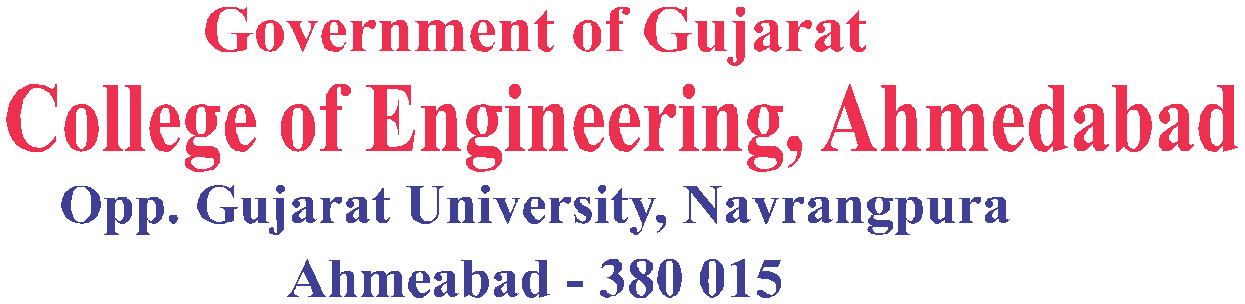 Government of Gujarat
College of Engineering, Ahmedabad
Opp. Gujarat University, Navrangpura
Ahmeabad - 380 015